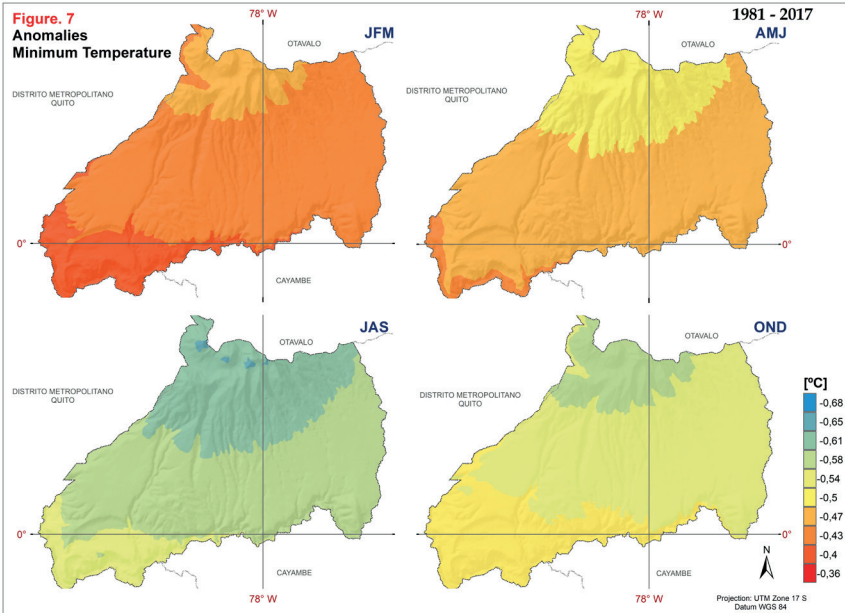 Figure. 7
Anomalies
Minimum Temperature
78° W
JFM
OTAVALO
DISTRITO METROPOLITANO
QUITO
0°
CAYAMBE
1981 - 2017
78° W
AMJ
OTAVALO
DISTRITO METROPOLITANO
QUITO
0°
CAYAMBE
JAS
OTAVALO
DISTRITO METROPOLITANO
QUITO
0°
CAYAMBE
78° W
OND
OTAVALO
DISTRITO METROPOLITANO
QUITO
0°
CAYAMBE
78° W
[ºC]
-0,68
-0,65
-0,61
-0,58
-0,54
-0,5
-0,47
-0,43
-0,4
-0,36
N
Projection: UTM Zone 17 S
Datum WGS 84